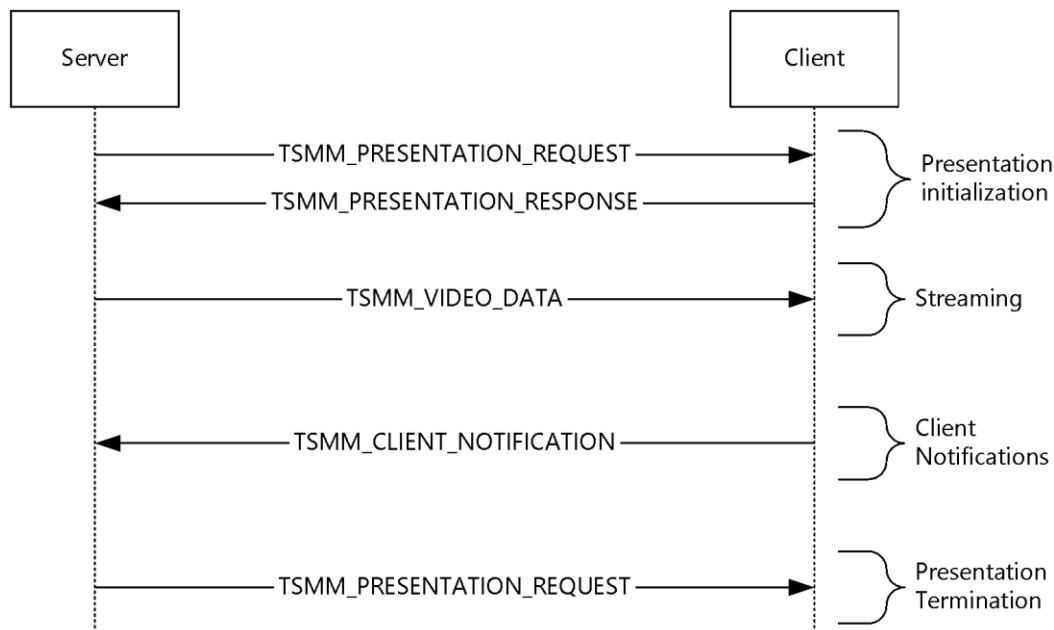 Server
Client
TSMM_PRESENTATION_REQUEST
Presentation
initialization
TSMM_PRESENTATION_RESPONSE
TSMM_VIDEO_DATA
Streaming
TSMM_CLIENT_NOTIFICATION
Client
Notifications
TSMM_PRESENTATION_REQUEST
Presentation
Termination